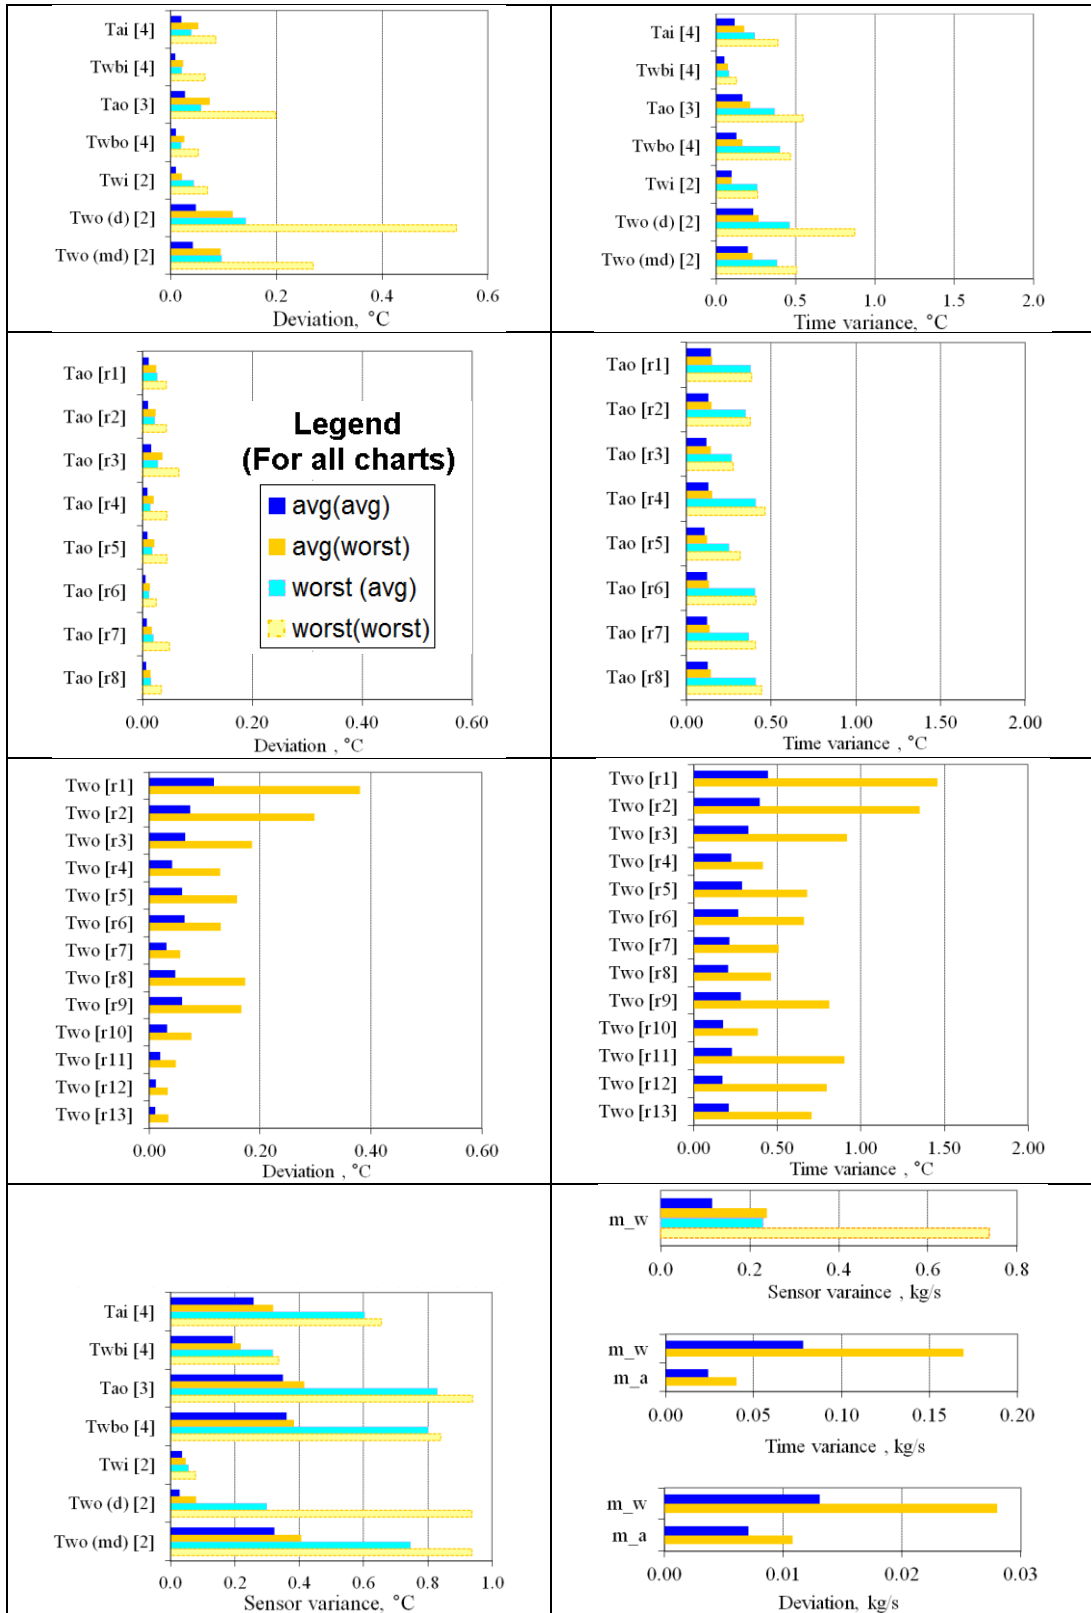 Tai [4]
Twbi [4]
Tao [3]
Twbo [4]
Twi [2]
Two (d) [2]
Two (md) [2]
0.0 0.2 0.4 0.6
Deviation, °C
Tai [4]
Twbi [4]
Tao [3]
Twbo [4]
Twi [2]
Two (d) [2]
Two (md) [2]
0.0 0.5 1.0 1.5 2.0
Time variance, °C
Tao [r1]
Tao [r2]
Tao [r3]
Tao [r4]
Tao [r5]
Tao [r6]
Tao [r7]
Tao [r8]
0.00 0.20 0.40 0.60
Deviation , °C
Legend
(For all charts)
avg(avg)
avg(worst)
worst (avg)
worst(worst)
Tao [r1]
Tao [r2]
Tao [r3]
Tao [r4]
Tao [r5]
Tao [r6]
Tao [r7]
Tao [r8]
0.00 0.50 1.00 1.50 2.00
Time variance , °C
Two [r1]
Two [r2]
Two [r3]
Two [r4]
Two [r5]
Two [r6]
Two [r7]
Two [r8]
Two [r9]
Two [r10]
Two [r11]
Two [r12]
Two [r13]
0.00 0.20 0.40 0.60
Deviation , °C
Two [r1]
Two [r2]
Two [r3]
Two [r4]
Two [r5]
Two [r6]
Two [r7]
Two [r8]
Two [r9]
Two [r10]
Two [r11]
Two [r12]
Two [r13]
0.00 0.50 1.00 1.50 2.00
Time variance , °C
Tai [4]
Twbi [4]
Tao [3]
Twbo [4]
Twi [2]
Two (d) [2]
Two (md) [2]
0.0 0.2 0.4 0.6 0.8 1.0
Sensor variance, °C
m_w
0.0 0.2 0.4 0.6 0.8
Sensor varaince , kg/s
m_w
m_a
0.00 0.05 0.10 0.15 0.20
Time variance , kg/s
m_w
m_a
0.00 0.01 0.02 0.03
Deviation, kg/s